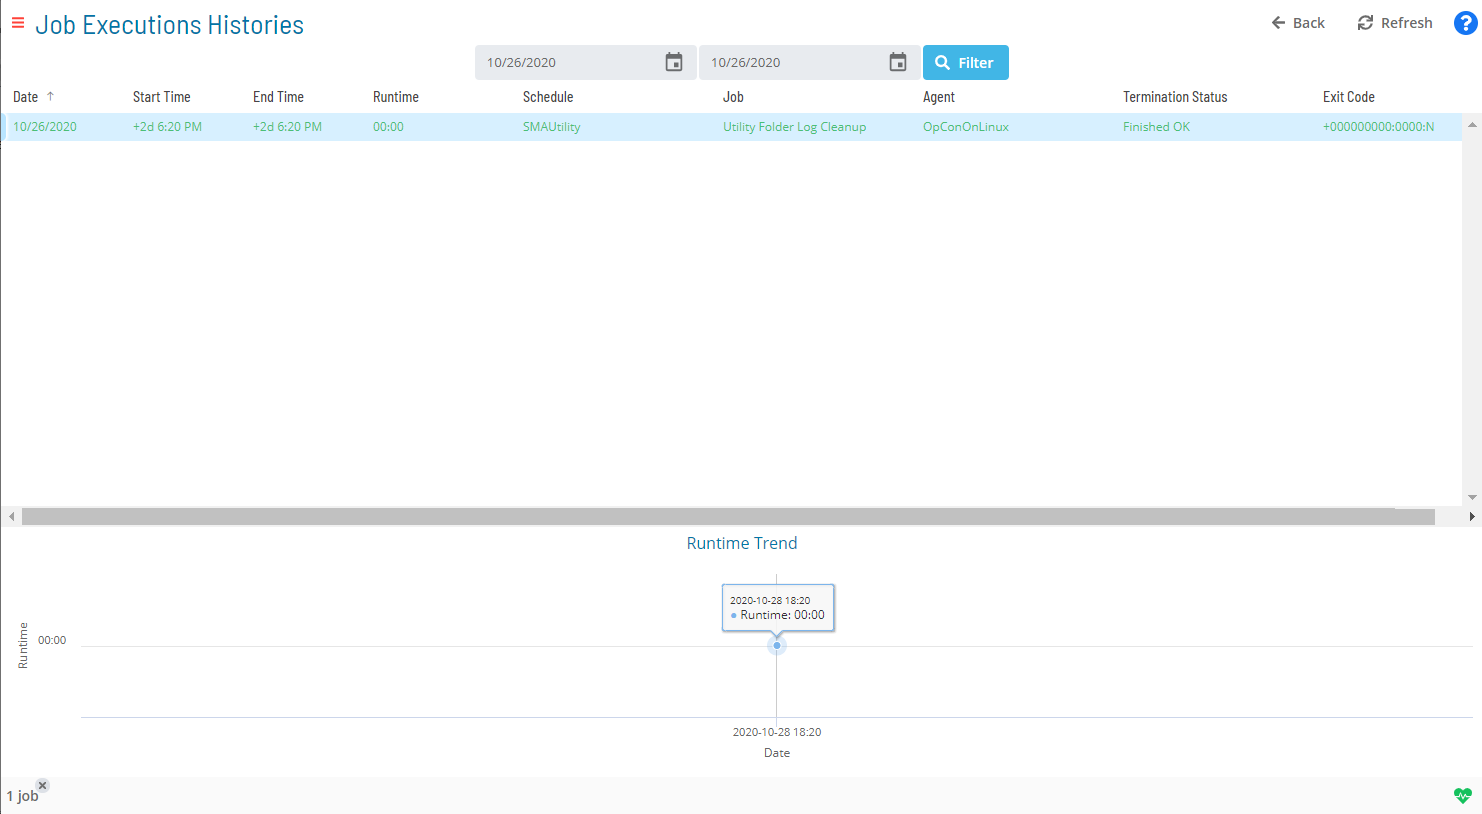 Job Executions Histories
Back Refresh ?
10/26/2020 10/26/2020 Filter
Date ↑ Start Time End Time Runtime Schedule Job Agent Termination Status Exit Code
10/26/2020 +2d 6:20 PM +2d 6:20 PM 00:00 SMAUtility Utility Folder Log Cleanup OpConOnLinux Finished OK +000000000:0000:N
Runtime Trend
2020-10-28 18:20
Runtime: 00:00
Runtime
00:00
2020-10-28 18:20
Date
1 job